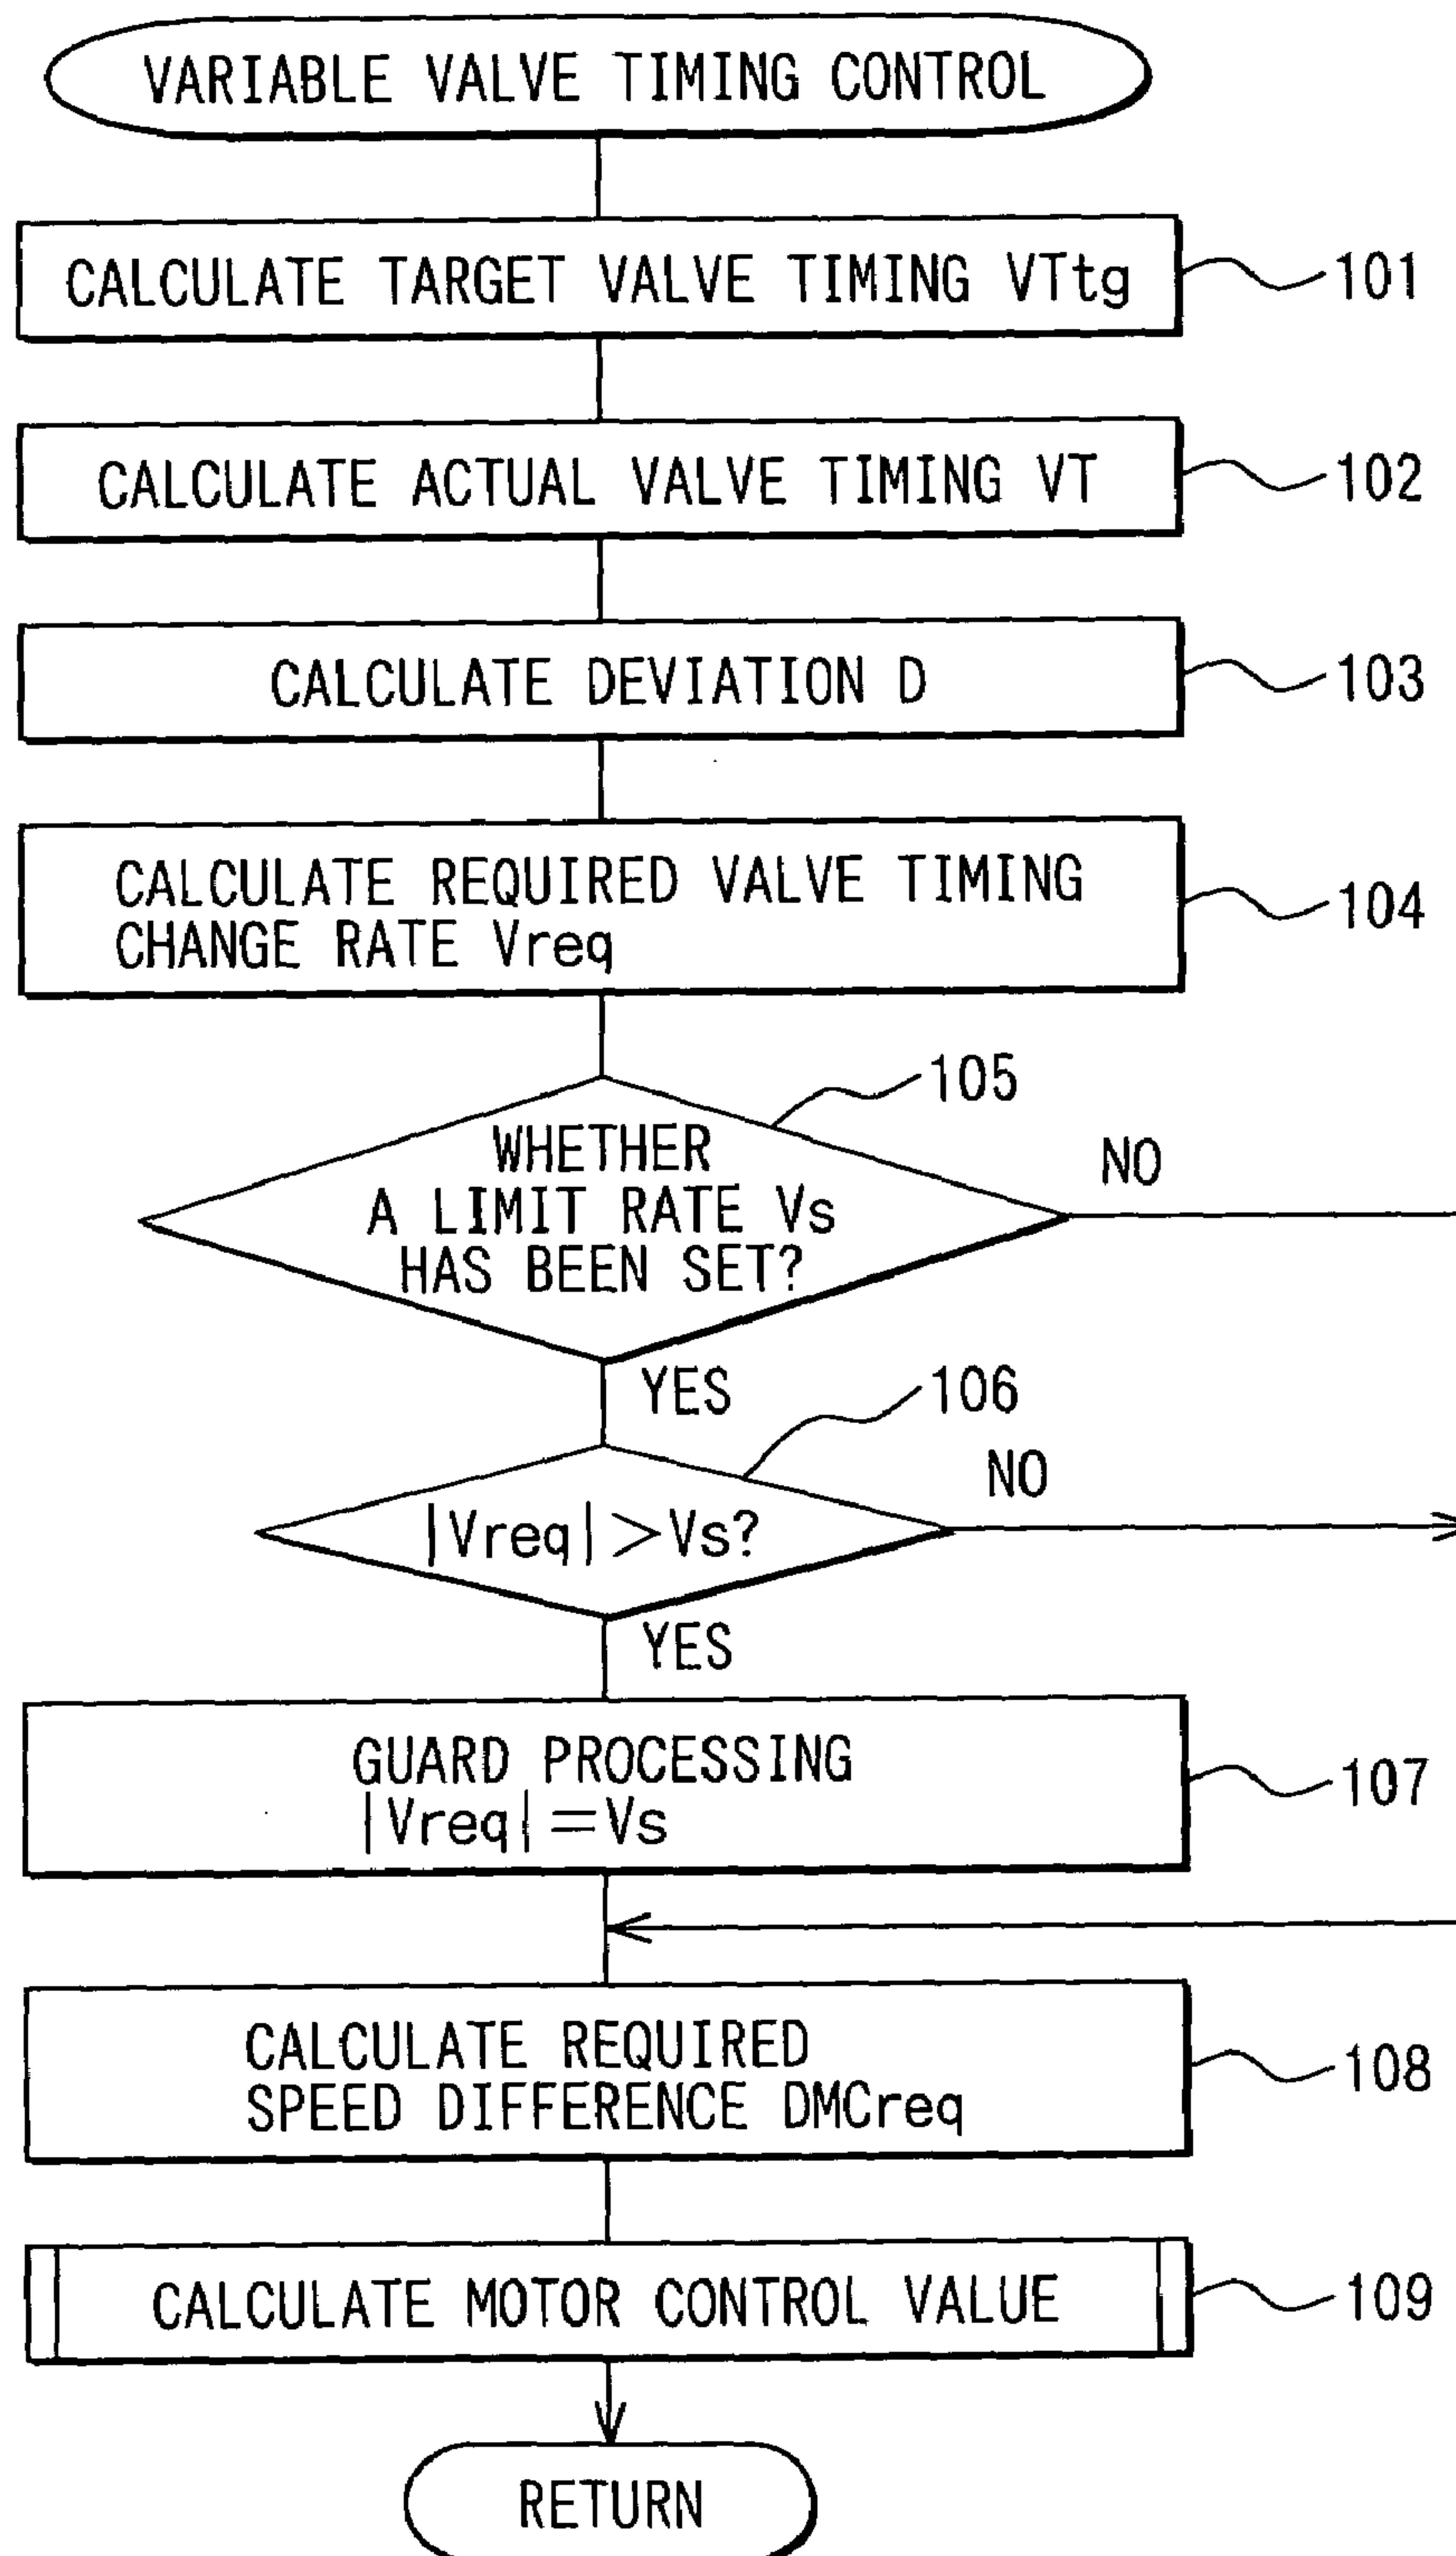 VARIABLE VALVE TIMING CONTROL
CALCULATE TARGET VALVE TIMING VTtg
101
CALCULATE ACTUAL VALVE TIMING VT
102
CALCULATE DEVIATION D
103
CALCULATE REQUIRED VALVE TIMING
CHANGE RATE Vreq
104
105
WHETHER
A LIMIT RATE Vs
HAS BEEN SET?
NO
YES
106
|Vreq|>Vs?
NO
YES
GUARD PROCESSING
|Vreq|=Vs
107
CALCULATE REQUIRED
SPEED DIFFERENCE DMCreq
108
CALCULATE MOTOR CONTROL VALUE
109
RETURN